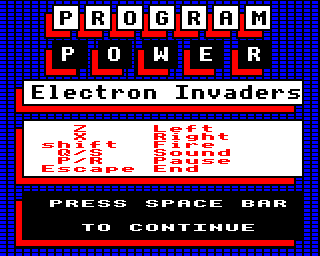 PROGRAM
POWER
Electron Invaders
Z Left
X Right
shift Fire
Q/S Sound
P/R Pause
Escape End
PRESS SPACE BAR
TO CONTINUE